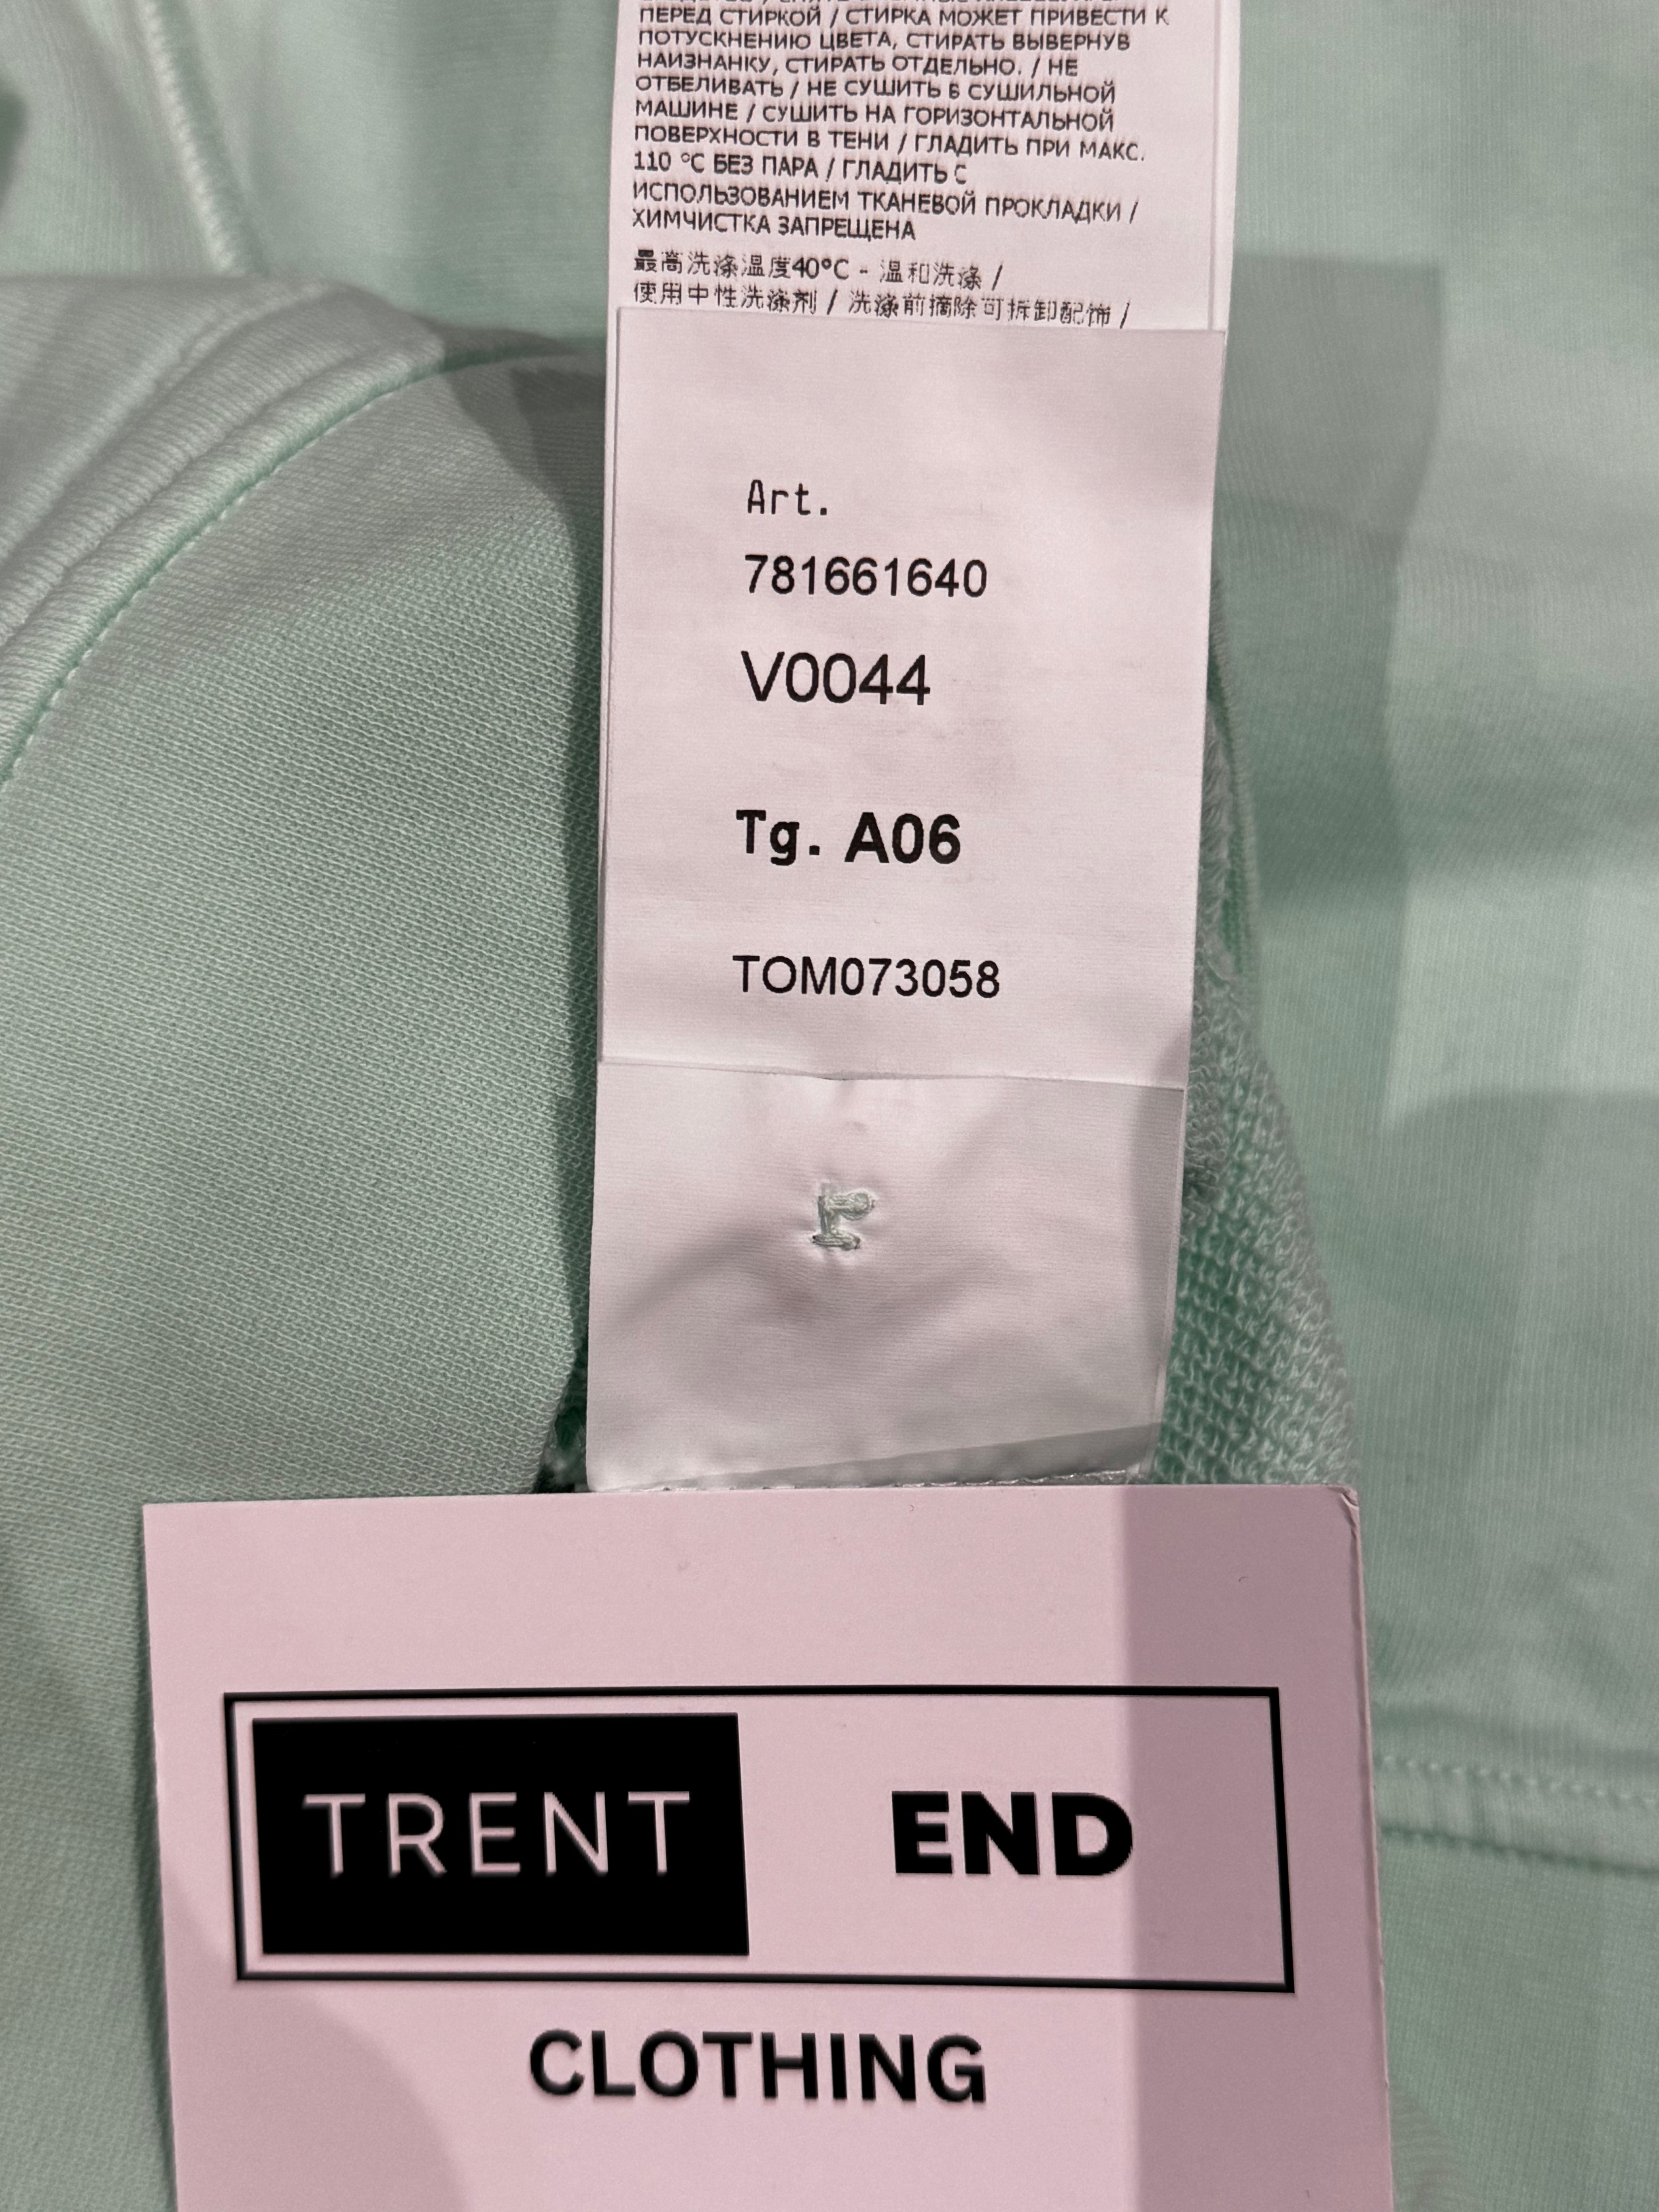 ПЕРЕД СТИРКОЙ / СТИРКА МОЖЕТ ПРИВЕСТИ К
ПОТУСКНЕНИЮ ЦВЕТА, СТИРАТЬ ВЫВЕРНУВ
НАИЗНАНКУ, СТИРАТЬ ОТДЕЛЬНО. / НЕ
ОТБЕЛИВАТЬ / НЕ СУШИТЬ В СУШИЛЬНОЙ
МАШИНЕ / СУШИТЬ НА ГОРИЗОНТАЛЬНОЙ
ПОВЕРХНОСТИ В ТЕНИ / ГЛАДИТЬ ПРИ МАКС.
110 °C БЕЗ ПАРА / ГЛАДИТЬ С
ИСПОЛЬЗОВАНИЕМ ТКАНЕВОЙ ПРОКЛАДКИ /
ХИМЧИСТКА ЗАПРЕЩЕНА
最高洗涤温度40°C - 温和洗涤 /
使用中性洗涤剂 / 洗涤前摘除可拆卸配饰 /
Art.
781661640
V0044
Tg. A06
TOM073058
TRENT END
CLOTHING